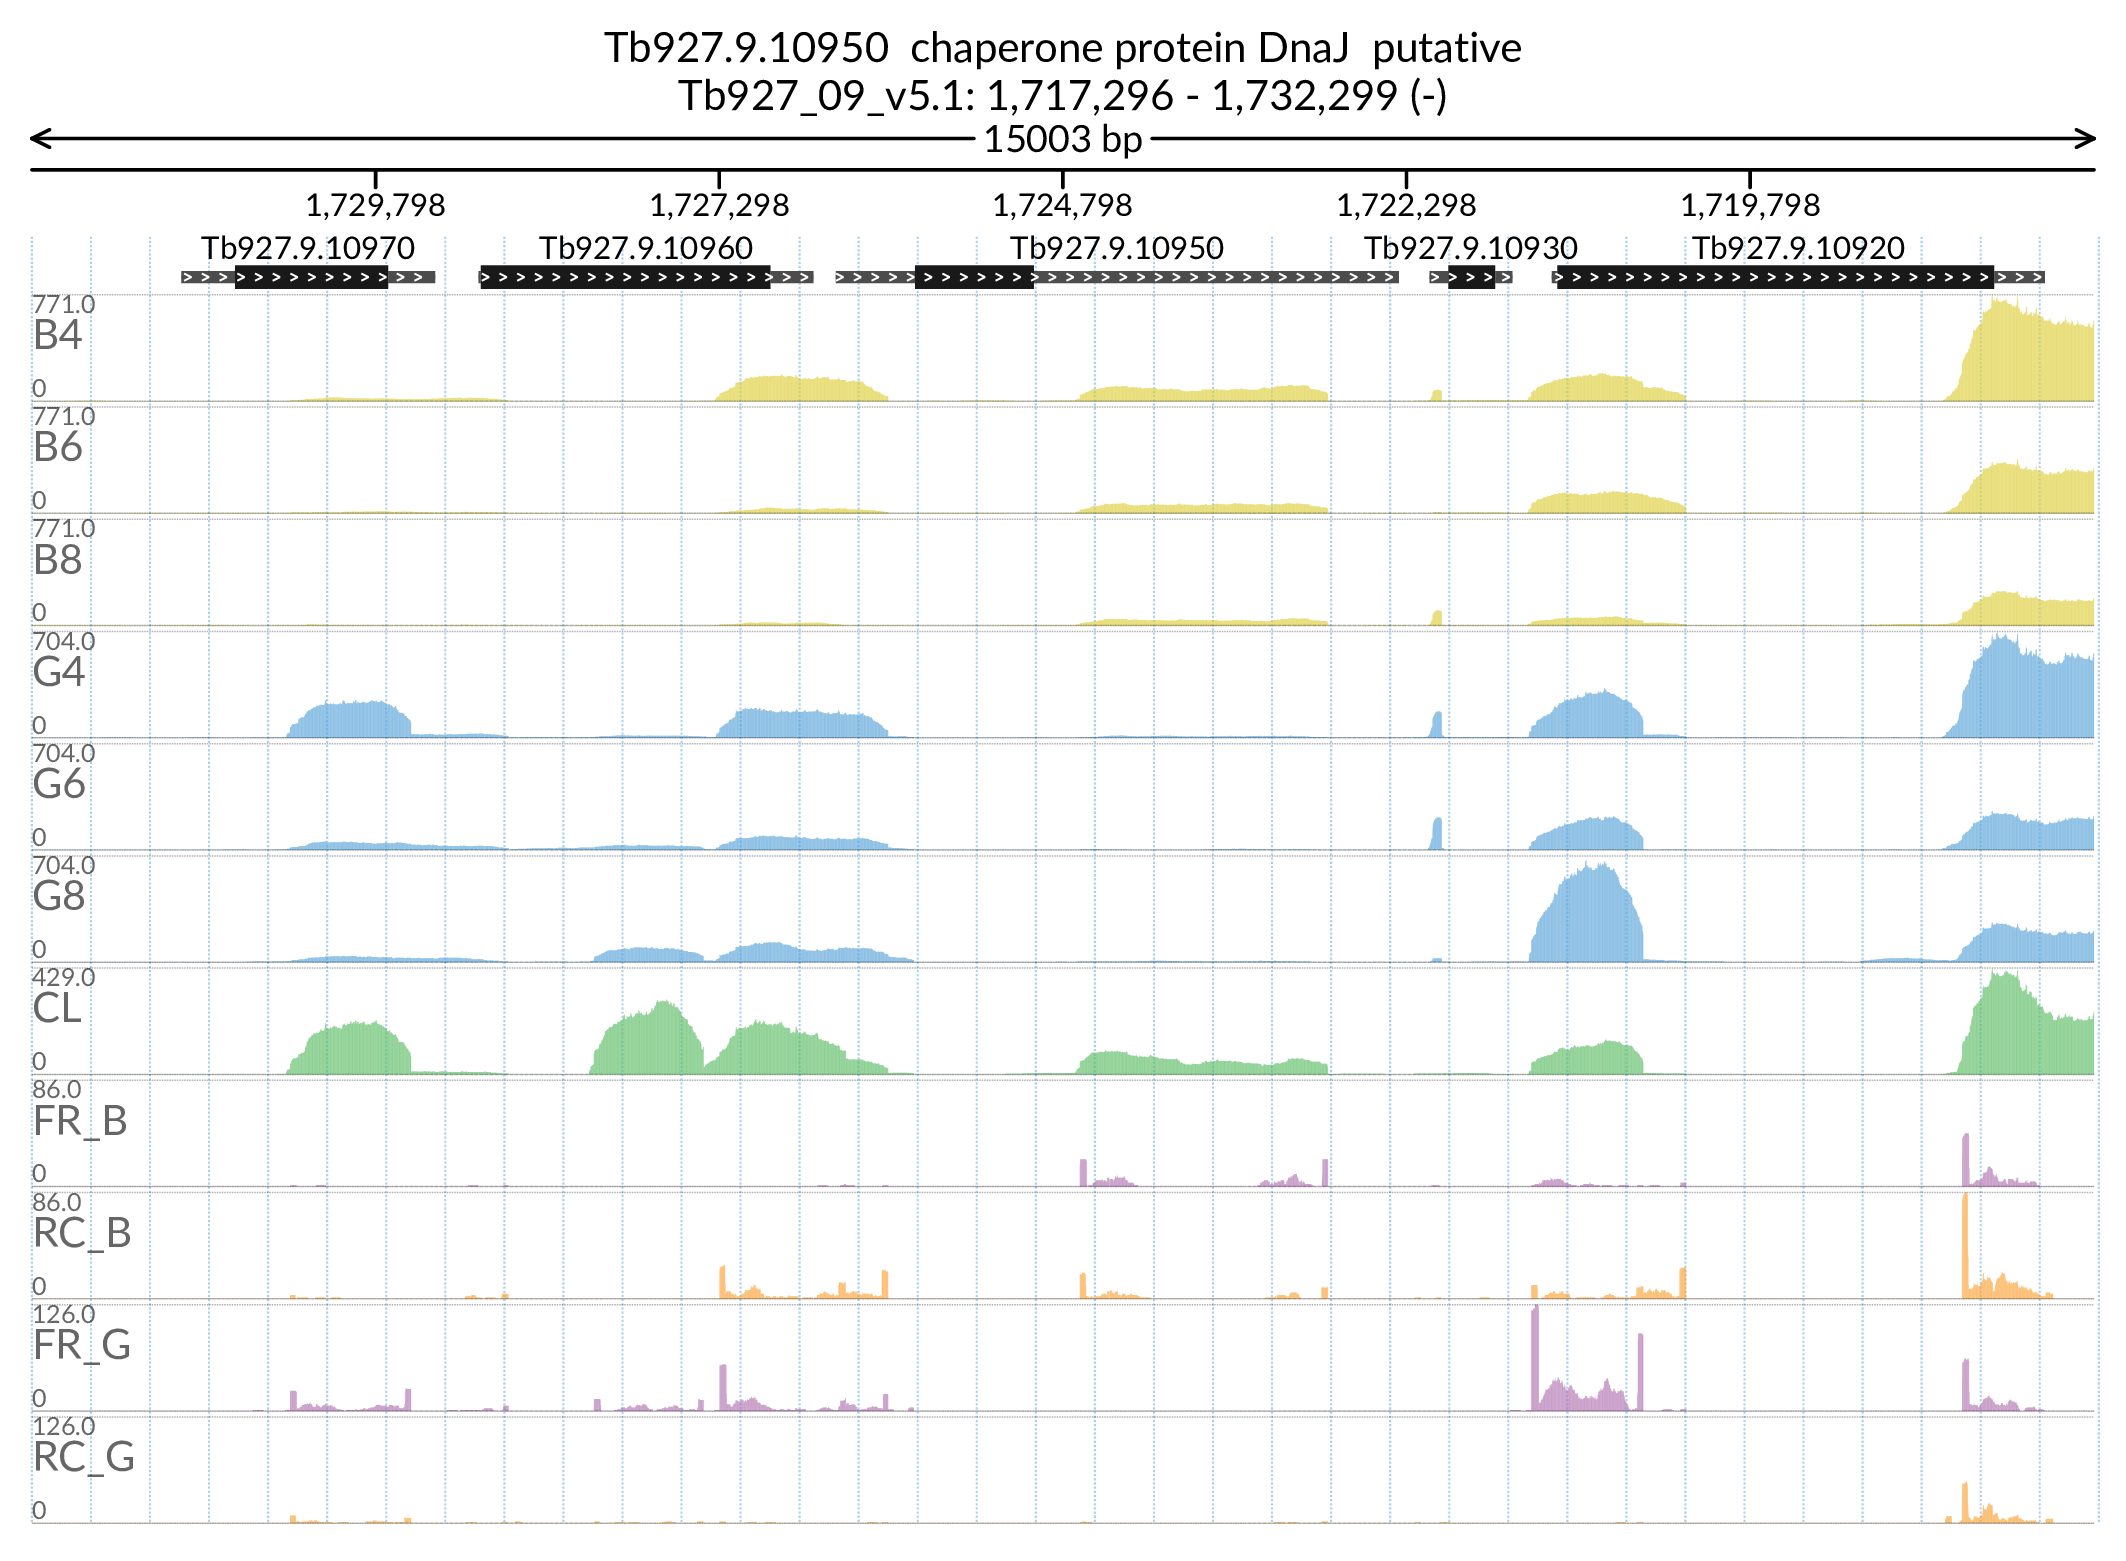 Tb927.9.10950 chaperone protein DnaJ putative
Tb927_09_v5.1: 1,717,296 - 1,732,299 (-)
15003 bp
1,729,798 1,727,298 1,724,798 1,722,298 1,719,798
Tb927.9.10970 Tb927.9.10960 Tb927.9.10950 Tb927.9.10930 Tb927.9.10920
771.0
B4
0
771.0
B6
0
771.0
B8
0
704.0
G4
0
704.0
G6
0
704.0
G8
0
429.0
CL
0
86.0
FR_B
0
86.0
RC_B
0
126.0
FR_G
0
126.0
RC_G
0